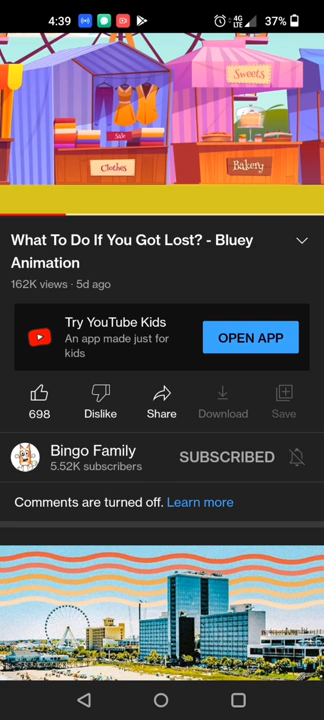 4:39
4G
LTE
37%
Sweets
Sale
Clothes
Bakery
What To Do If You Got Lost? - Bluey
Animation
162K views · 5d ago
Try YouTube Kids
An app made just for
kids
OPEN APP
698
Dislike
Share
Download
Save
Bingo Family
5.52K subscribers
SUBSCRIBED
Comments are turned off. Learn more